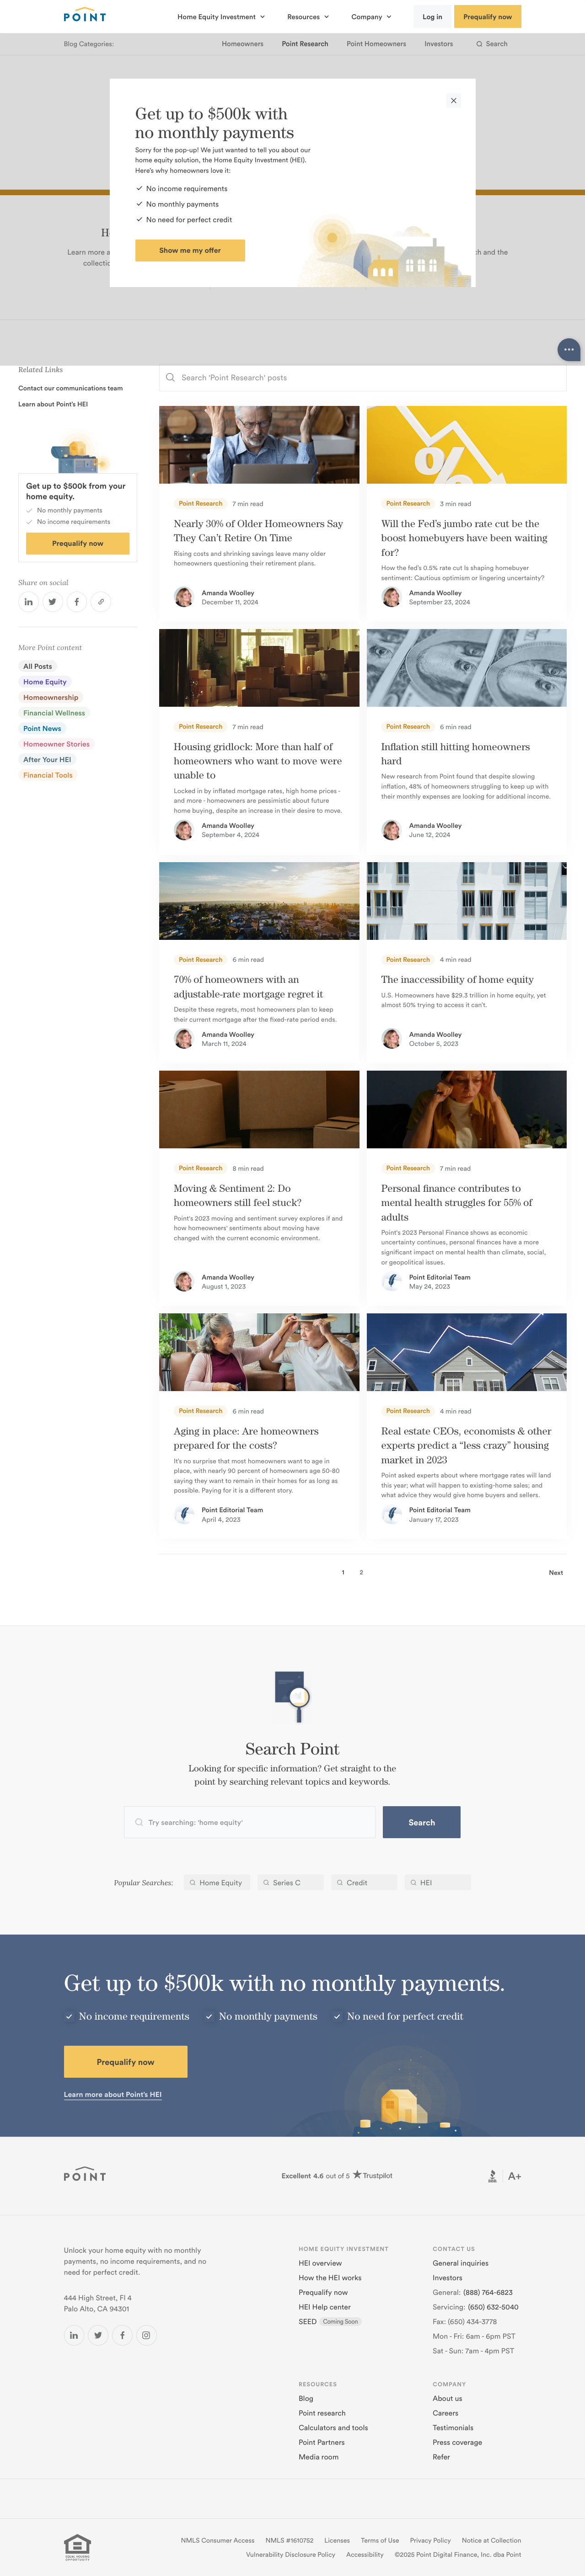 POINT
Home Equity Investment
Resources
Company
Log in
Prequalify now
Blog Categories:
Homeowners
Point Research
Point Homeowners
Investors
Search
Get up to $500k with
no monthly payments
Sorry for the pop-up! We just wanted to tell you about our
home equity solution, the Home Equity Investment (HEI).
Here's why homeowners love it:
No income requirements
No monthly payments
No need for perfect credit
Show me my offer
Related Links
Contact our communications team
Learn about Point's HEI
Get up to $500k from your
home equity.
No monthly payments
No income requirements
Prequalify now
Share on social
More Point content
All Posts
Home Equity
Homeownership
Financial Wellness
Point News
Homeowner Stories
After Your HEI
Financial Tools
Search 'Point Research' posts
Point Research
7 min read
Nearly 30% of Older Homeowners Say
They Can't Retire On Time
Rising costs and shrinking savings leave many older
homeowners questioning their retirement plans.
Amanda Woolley
December 11, 2024
Point Research
3 min read
Will the Fed's jumbo rate cut be the
boost homebuyers have been waiting
for?
How the fed's 0.5% rate cut is shaping homebuyer
sentiment: Cautious optimism or lingering uncertainty?
Amanda Woolley
September 23, 2024
Point Research
7 min read
Housing gridlock: More than half of
homeowners who want to move were
unable to
Locked in by inflated mortgage rates, high home prices -
and more - homeowners are pessimistic about future
home buying, despite an increase in their desire to move.
Amanda Woolley
September 4, 2024
Point Research
6 min read
Inflation still hitting homeowners
hard
New research from Point found that despite slowing
inflation, 48% of homeowners struggling to keep up with
their monthly expenses are looking for additional income.
Amanda Woolley
June 12, 2024
Point Research
6 min read
70% of homeowners with an
adjustable-rate mortgage regret it
Despite these regrets, most homeowners plan to keep
their current mortgage after the fixed-rate period ends.
Amanda Woolley
March 11, 2024
Point Research
4 min read
The inaccessibility of home equity
U.S. Homeowners have $29.3 trillion in home equity, yet
almost 50% trying to access it can't.
Amanda Woolley
October 5, 2023
Point Research
8 min read
Moving & Sentiment 2: Do
homeowners still feel stuck?
Point's 2023 moving and sentiment survey explores if and
how homeowners' sentiments about moving have
changed with the current economic environment.
Amanda Woolley
August 1, 2023
Point Research
7 min read
Personal finance contributes to
mental health struggles for 55% of
adults
Point's 2023 Personal Finance shows as economic
uncertainty continues, personal finances have a more
significant impact on mental health than climate, social,
or geopolitical issues.
Point Editorial Team
May 24, 2023
Point Research
6 min read
Aging in place: Are homeowners
prepared for the costs?
It's no surprise that most homeowners want to age in
place, with nearly 90 percent of homeowners age 50-80
saying they want to remain in their homes for as long as
possible. Paying for it is a different story.
Point Editorial Team
April 4, 2023
Point Research
4 min read
Real estate CEOs, economists & other
experts predict a “less crazy” housing
market in 2023
Point asked experts about where mortgage rates will land
this year; what will happen to existing-home sales; and
what advice they would give home buyers and sellers.
Point Editorial Team
January 17, 2023
1
2
Next
Search Point
Looking for specific information? Get straight to the
point by searching relevant topics and keywords.
Try searching: 'home equity'
Search
Popular Searches:
Home Equity
Series C
Credit
HEI
Get up to $500k with no monthly payments.
No income requirements
No monthly payments
No need for perfect credit
Prequalify now
Learn more about Point's HEI
POINT
Excellent 4.6 out of 5 Trustpilot
A+
Unlock your home equity with no monthly
payments, no income requirements, and no
need for perfect credit.
444 High Street, Fl 4
Palo Alto, CA 94301
HOME EQUITY INVESTMENT
HEI overview
How the HEI works
Prequalify now
HEI Help center
SEED Coming Soon
CONTACT US
General inquiries
Investors
General: (888) 764-6823
Servicing: (650) 632-5040
Fax: (650) 434-3778
Mon - Fri: 6am - 6pm PST
Sat - Sun: 7am - 4pm PST
RESOURCES
Blog
Point research
Calculators and tools
Point Partners
Media room
COMPANY
About us
Careers
Testimonials
Press coverage
Refer
EQUAL HOUSING
OPPORTUNITY
NMLS Consumer Access
NMLS #1610752
Licenses
Terms of Use
Privacy Policy
Notice at Collection
Vulnerability Disclosure Policy
Accessibility
©2025 Point Digital Finance, Inc. dba Point